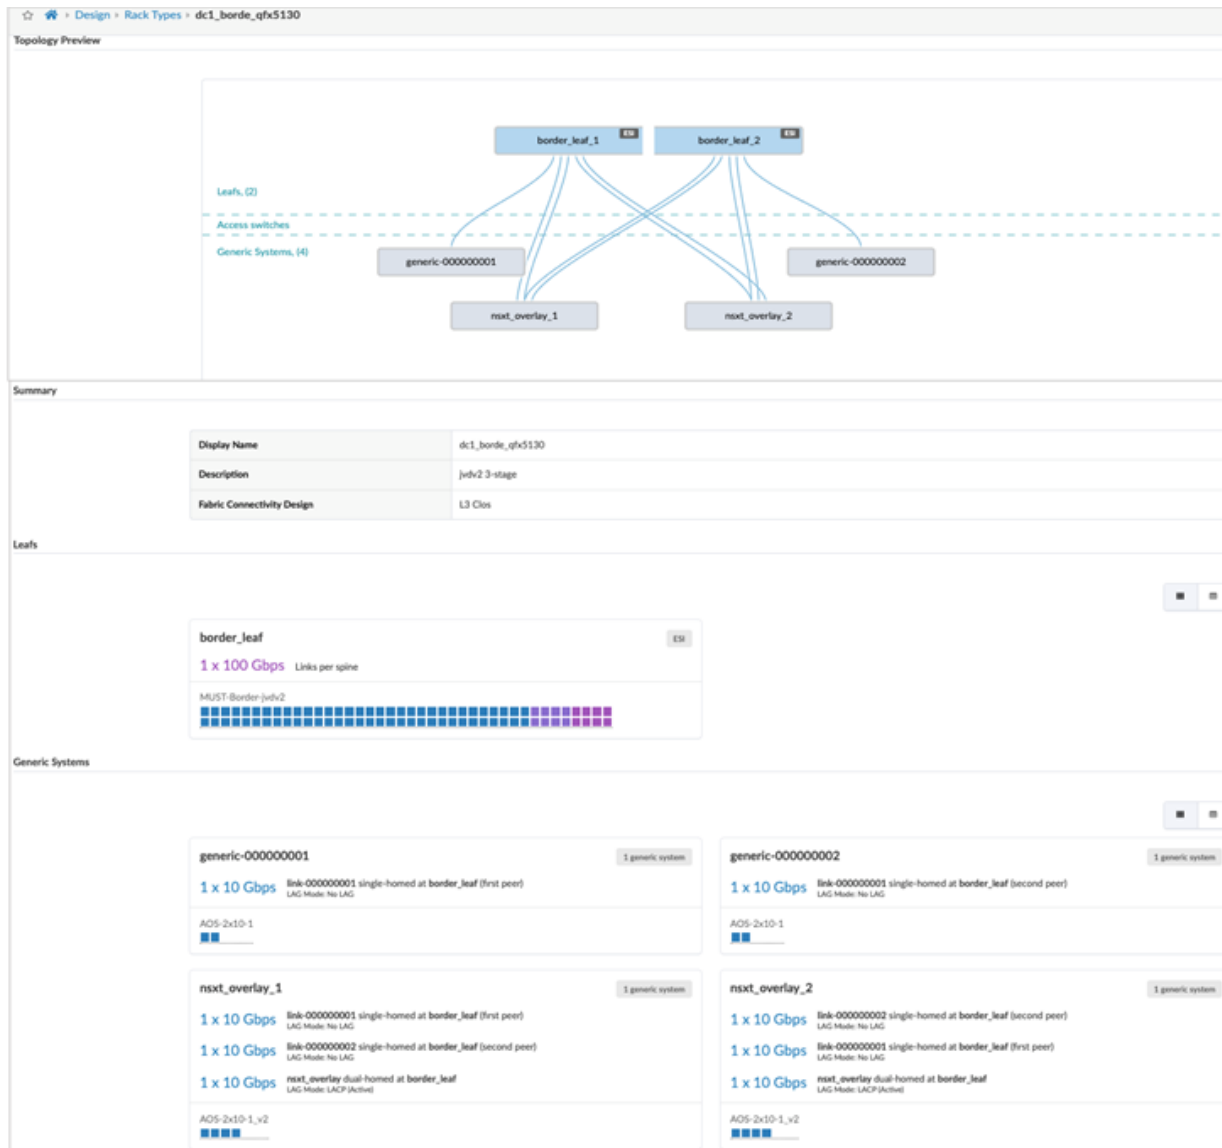 Design › Rack Types › dc1_borde_qfx5130
Topology Preview
ESI
ESI
border_leaf_1
border_leaf_2
Leafs, (2)
Access switches
Generic Systems, (4)
generic-000000001
generic-000000002
nsxt_overlay_1
nsxt_overlay_2
Summary
Display Name
dc1_borde_qfx5130
Description
jvdv2 3-stage
Fabric Connectivity Design
L3 Clos
Leafs
border_leaf
ESI
1 x 100 Gbps Links per spine
MUST-Border-jvdv2
Generic Systems
generic-000000001
1 generic system
1 x 10 Gbps
link-000000001 single-homed at border_leaf (first peer)
LAG Mode: No LAG
AOS-2x10-1
generic-000000002
1 generic system
1 x 10 Gbps
link-000000001 single-homed at border_leaf (second peer)
LAG Mode: No LAG
AOS-2x10-1
nsxt_overlay_1
1 generic system
1 x 10 Gbps
link-000000001 single-homed at border_leaf (first peer)
LAG Mode: No LAG
1 x 10 Gbps
link-000000002 single-homed at border_leaf (second peer)
LAG Mode: No LAG
1 x 10 Gbps
nsxt_overlay dual-homed at border_leaf
LAG Mode: LACP (Active)
AOS-2x10-1_v2
nsxt_overlay_2
1 generic system
1 x 10 Gbps
link-000000002 single-homed at border_leaf (second peer)
LAG Mode: No LAG
1 x 10 Gbps
link-000000001 single-homed at border_leaf (first peer)
LAG Mode: No LAG
1 x 10 Gbps
nsxt_overlay dual-homed at border_leaf
LAG Mode: LACP (Active)
AOS-2x10-1_v2